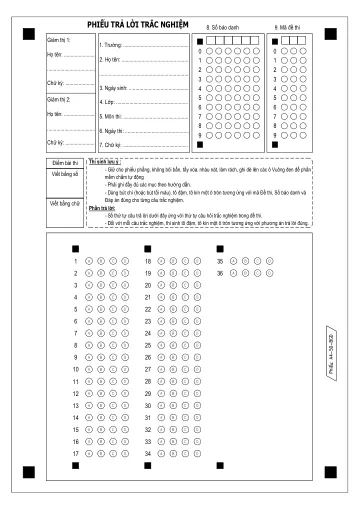 PHIẾU TRẢ LỜI TRẮC NGHIỆM
Giám thị 1:
Họ tên: ....................
Chữ ký: ....................
Giám thị 2:
Họ tên: ....................
Chữ ký: ....................
1. Trường: ....................
2. Họ tên:
3. Ngày sinh: ....................
4. Lớp: ....................
5. Môn thi: ....................
6. Ngày thi: ....................
7. Chữ ký: ....................
8. Số báo danh
9. Mã đề thi
0 0
1 1
2 2
3 3
4 4
5 5
6 6
7 7
8 8
9 9
Điểm bài thi
Viết bằng số
Viết bằng chữ
Thí sinh lưu ý :
- Giữ cho phiếu phẳng, không bôi bẩn, tẩy xóa, nhàu nát, làm rách, ghi đè lên các ô Vuông đen để phần
mềm chấm tự động
- Phải ghi đầy đủ các mục theo hướng dẫn.
- Dùng bút chì (hoặc bút tối màu), tô đậm, tô kín một ô tròn tương ứng với mã Đề thi, Số báo danh và
Đáp án đúng cho từng câu trắc nghiệm.
Phần trả lời:
- Số thứ tự câu trả lời dưới đây ứng với thứ tự câu hỏi trắc nghiệm trong đề thi.
- Đối với mỗi câu trắc nghiệm, thí sinh tô đậm, tô kín một ô tròn tương ứng với phương án trả lời đúng.
1 A B C D 18 A B C D 35 A B C D
2 A B C D 19 A B C D 36 A B C D
3 A B C D 20 A B C D
4 A B C D 21 A B C D
5 A B C D 22 A B C D
6 A B C D 23 A B C D
7 A B C D 24 A B C D
8 A B C D 25 A B C D
9 A B C D 26 A B C D
10 A B C D 27 A B C D
11 A B C D 28 A B C D
12 A B C D 29 A B C D
13 A B C D 30 A B C D
14 A B C D 31 A B C D
15 A B C D 32 A B C D
16 A B C D 33 A B C D
17 A B C D 34 A B C D